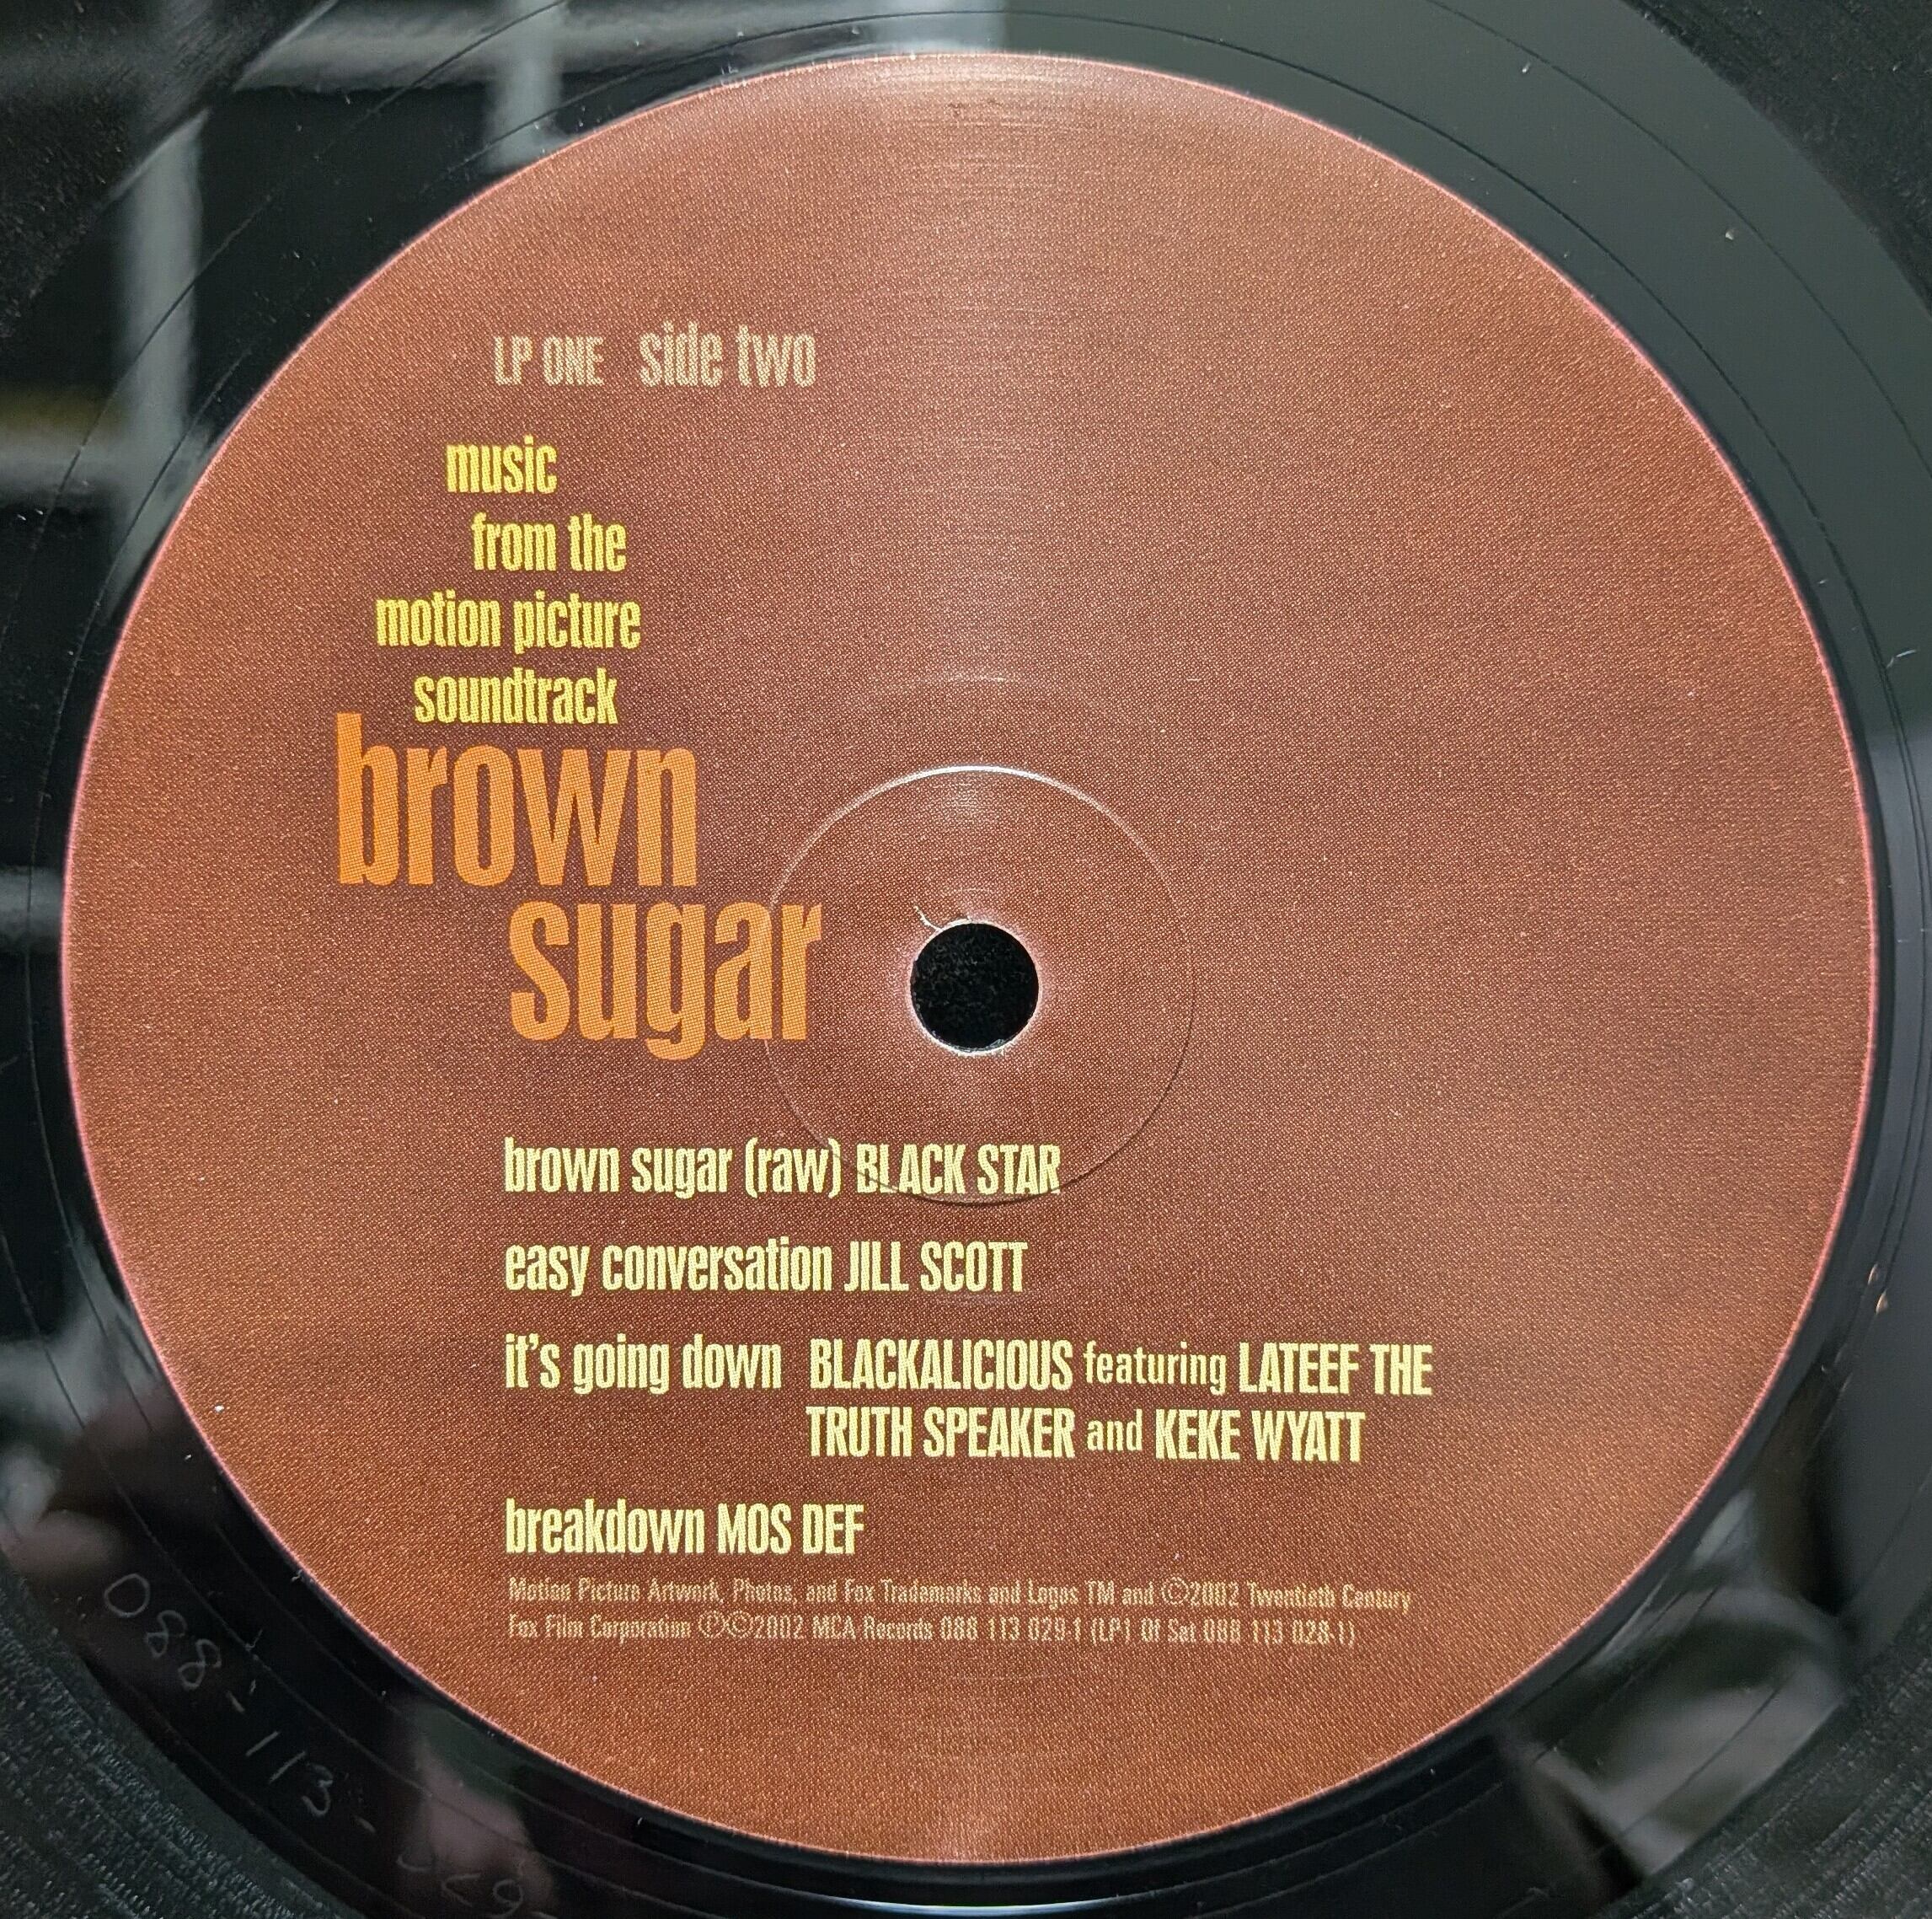 LP ONE side two
music
from the
motion picture
soundtrack
brown
sugar
brown sugar (raw) BLACK STAR
easy conversation JILL SCOTT
it's going down BLACKALICIOUS featuring LATEEF THE
TRUTH SPEAKER and KEKE WYATT
breakdown MOS DEF
Motion Picture Artwork, Photos, and Fox Trademarks and Logos TM and ©2002 Twentieth Century
Fox Film Corporation ℗©2002 MCA Records 088 113 029-1 (LP1 Of Set 088 113 028-1)
088-113-